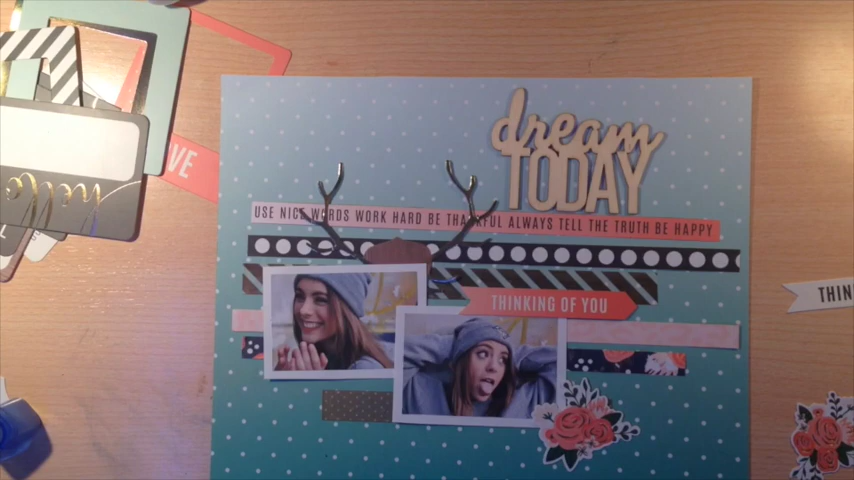 dream
TODAY
USE NICE WORDS WORK HARD BE THANKFUL ALWAYS TELL THE TRUTH BE HAPPY
THINKING OF YOU
THIN
VE
hello